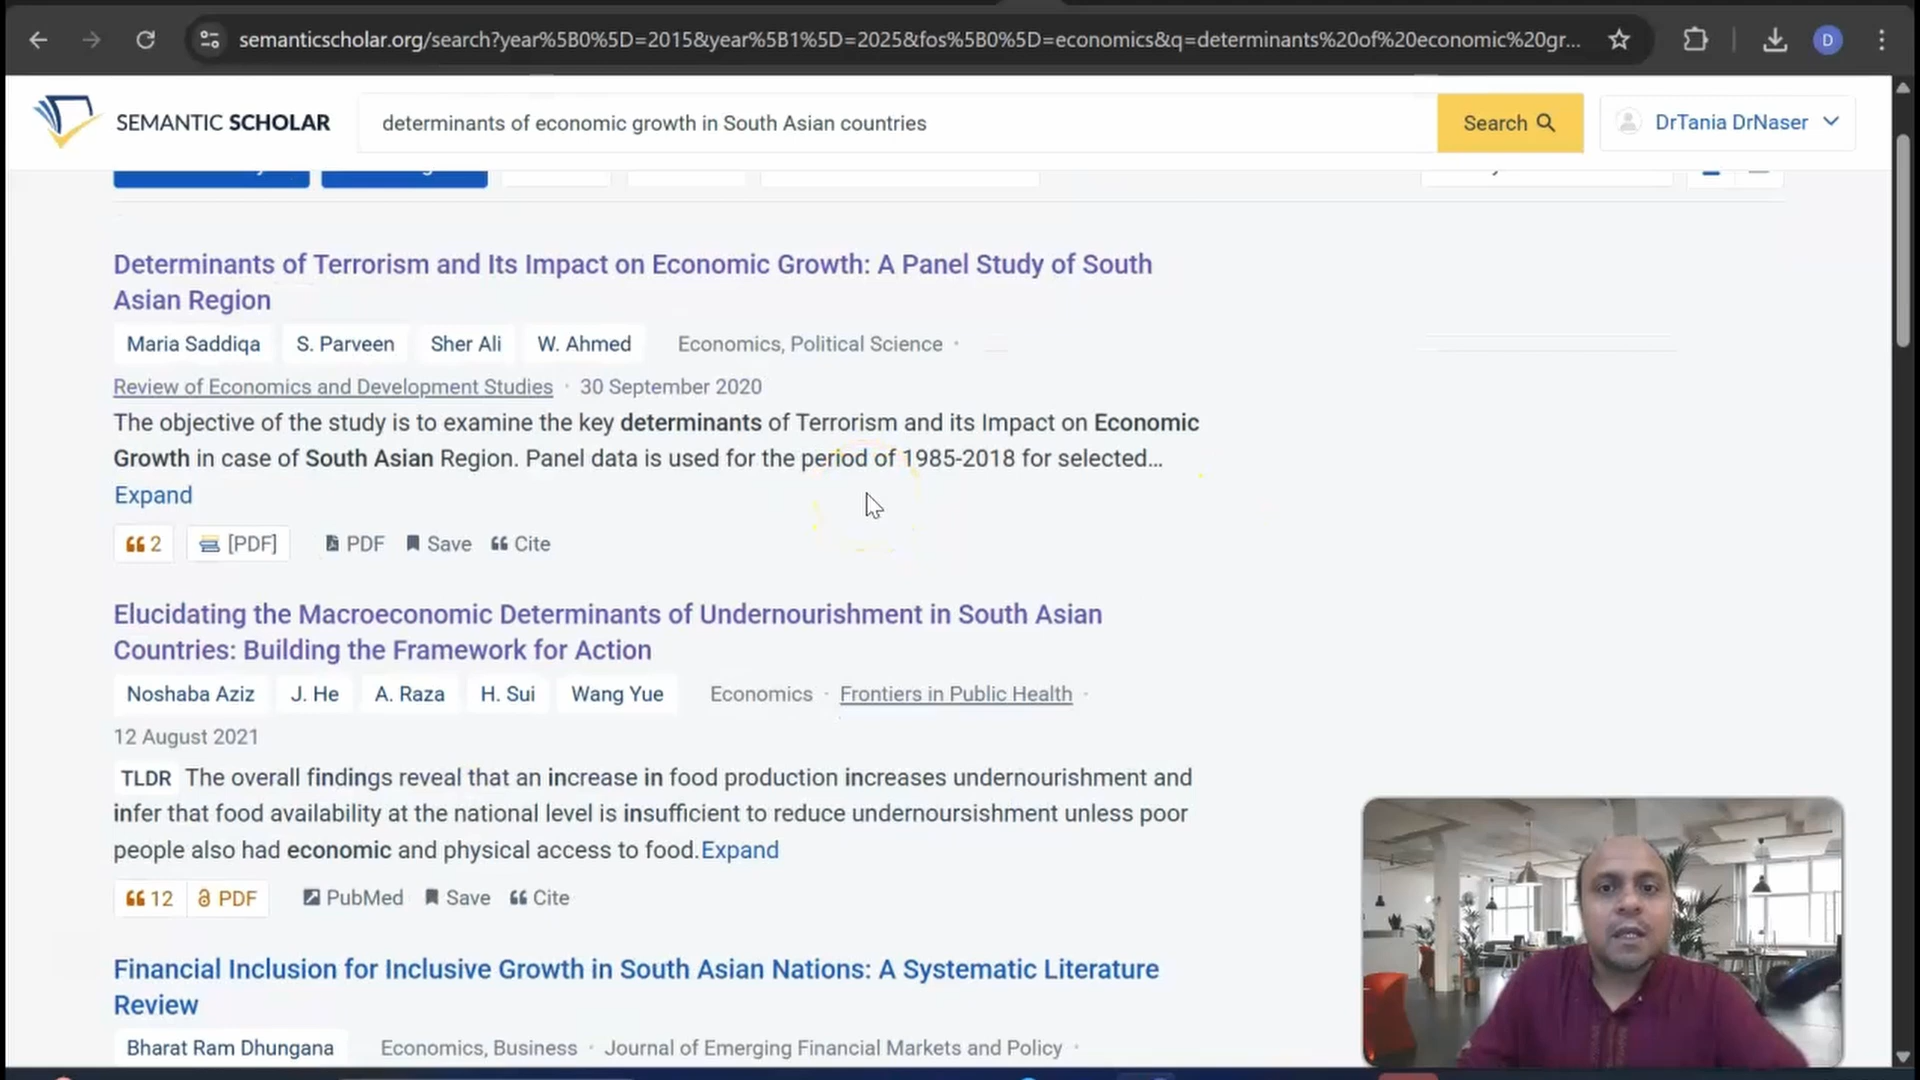 semanticscholar.org/search?year%5B0%5D=2015&year%5B1%5D=2025&fos%5B0%5D=economics&q=determinants%20of%20economic%20gr...
D
SEMANTIC SCHOLAR
determinants of economic growth in South Asian countries
Search
DrTania DrNaser
Determinants of Terrorism and Its Impact on Economic Growth: A Panel Study of South
Asian Region
Maria Saddiqa S. Parveen Sher Ali W. Ahmed Economics, Political Science ·
Review of Economics and Development Studies · 30 September 2020
The objective of the study is to examine the key determinants of Terrorism and its Impact on Economic
Growth in case of South Asian Region. Panel data is used for the period of 1985-2018 for selected…
Expand
2 [PDF] PDF Save Cite
Elucidating the Macroeconomic Determinants of Undernourishment in South Asian
Countries: Building the Framework for Action
Noshaba Aziz J. He A. Raza H. Sui Wang Yue Economics · Frontiers in Public Health ·
12 August 2021
TLDR The overall findings reveal that an increase in food production increases undernourishment and
infer that food availability at the national level is insufficient to reduce undernoursishment unless poor
people also had economic and physical access to food.Expand
12 PDF PubMed Save Cite
Financial Inclusion for Inclusive Growth in South Asian Nations: A Systematic Literature
Review
Bharat Ram Dhungana Economics, Business · Journal of Emerging Financial Markets and Policy ·